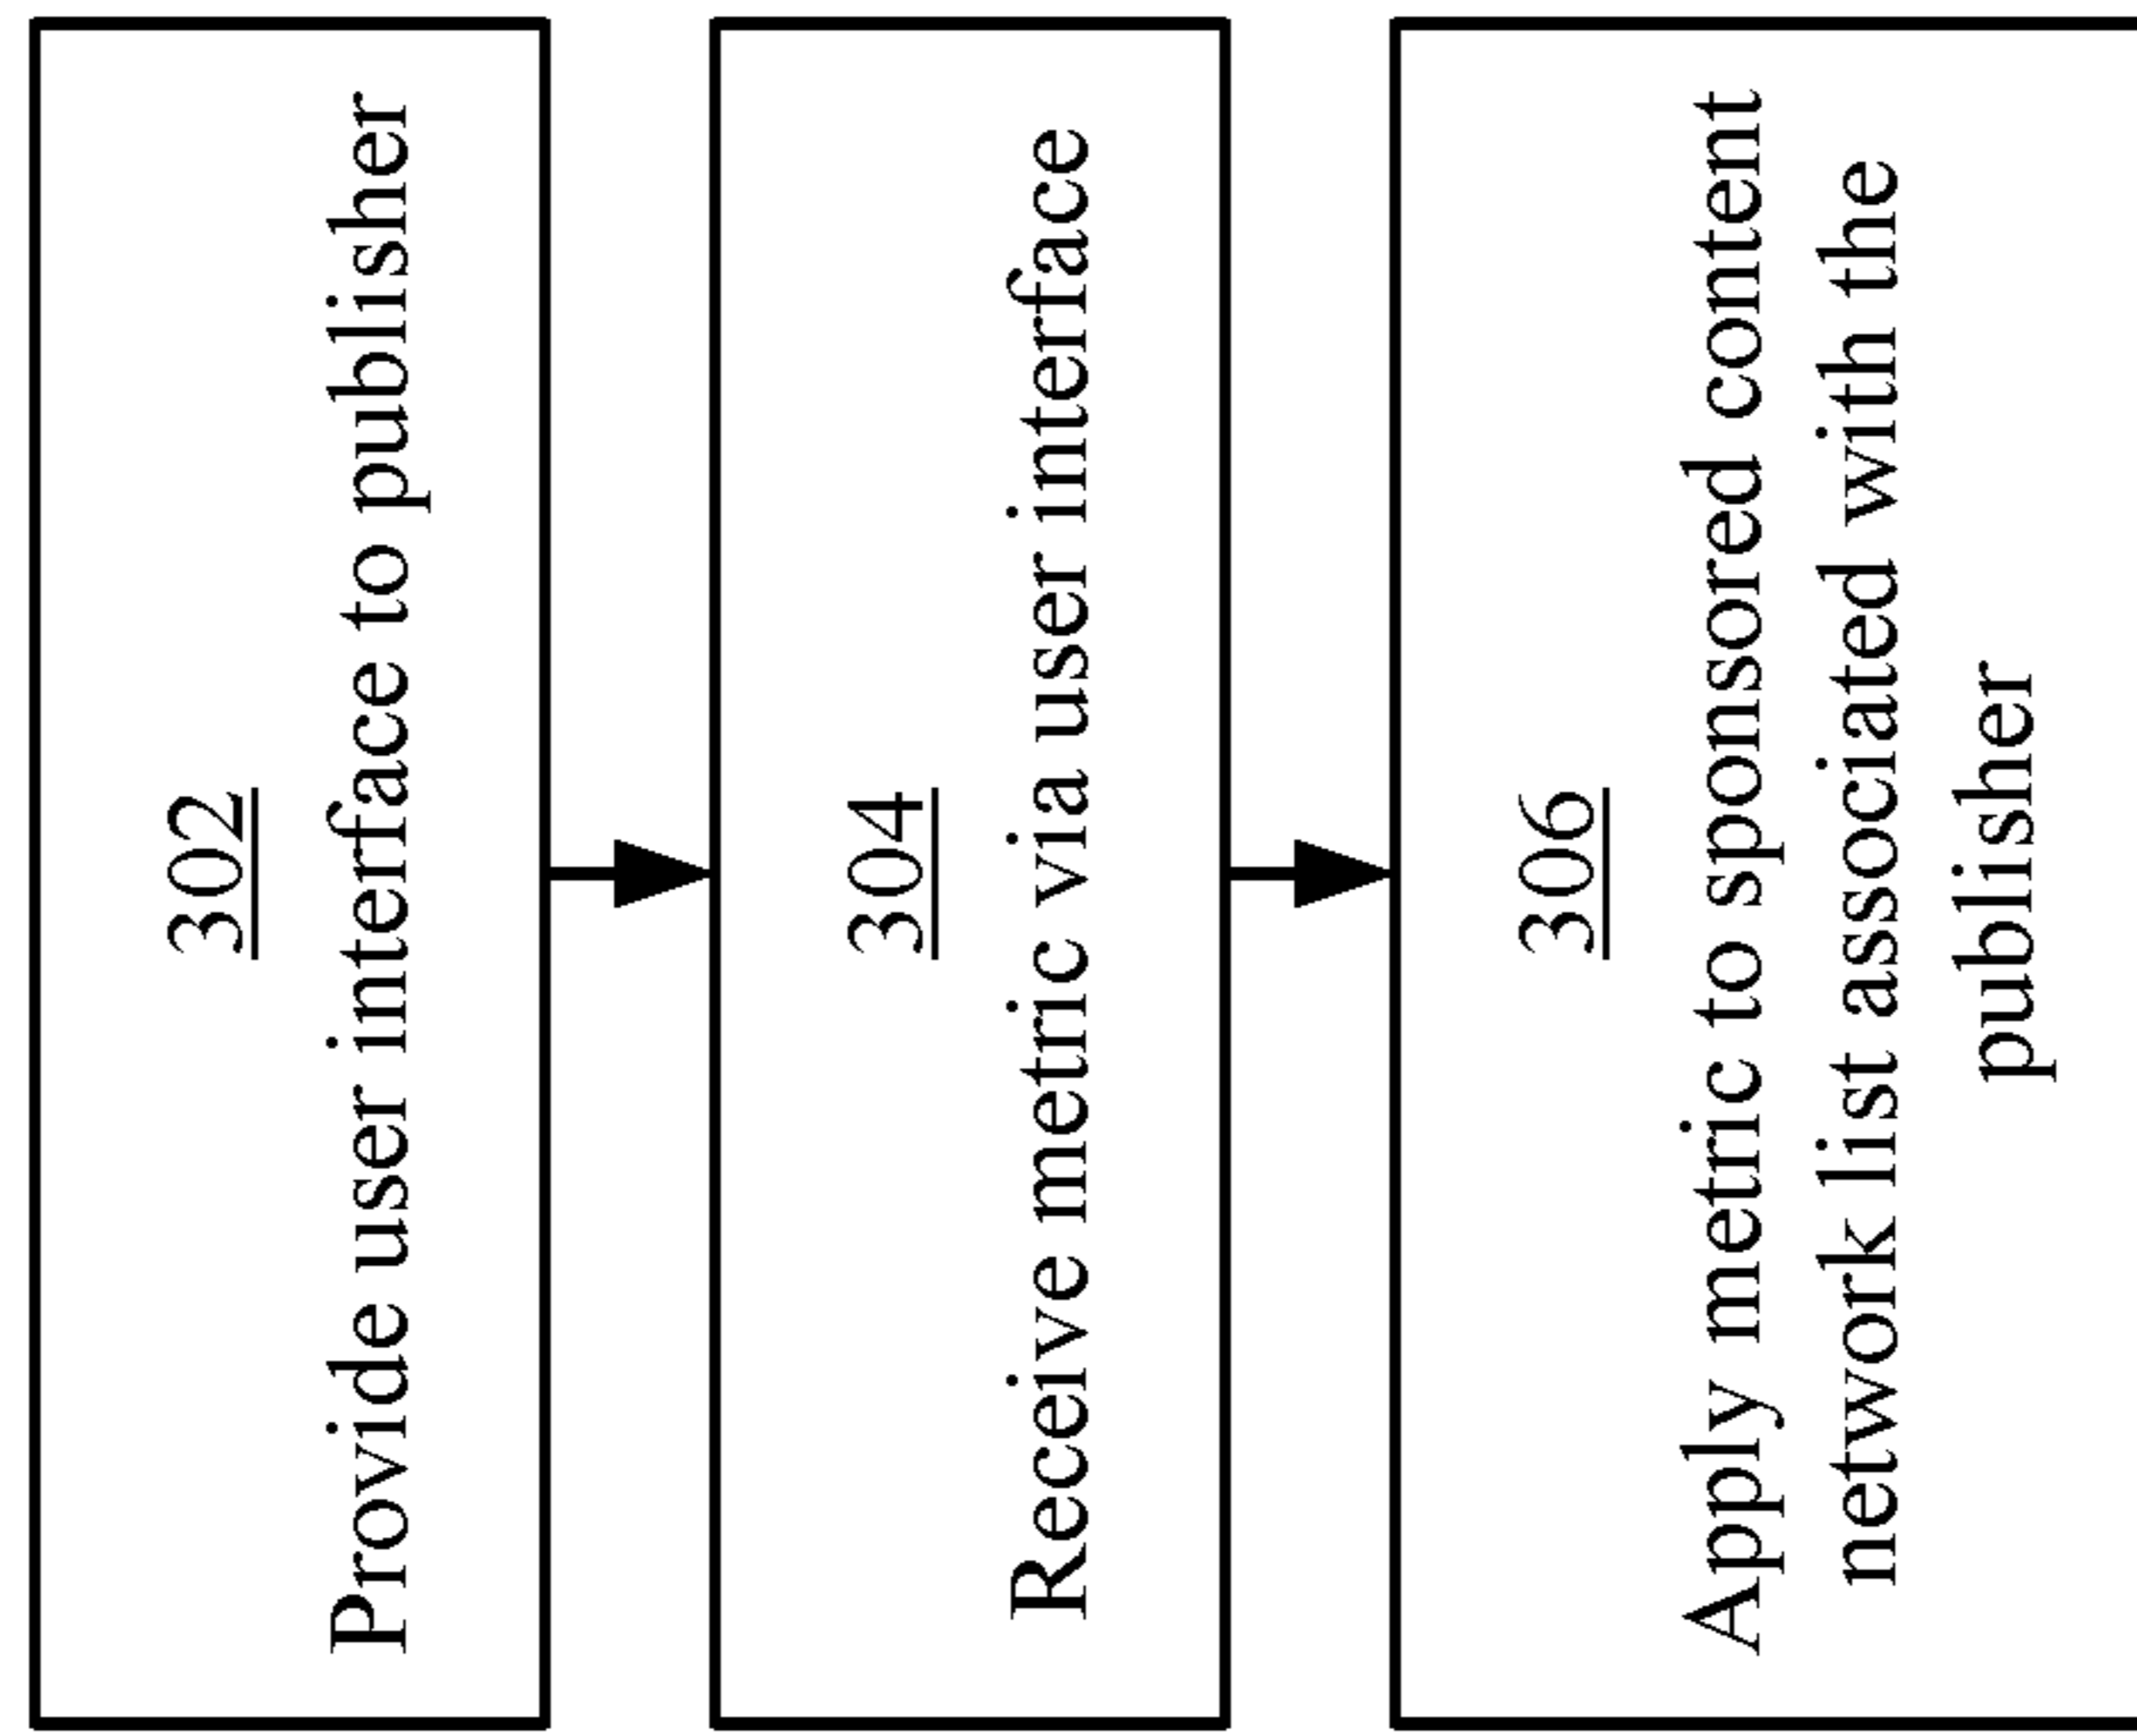 302
Provide user interface to publisher
304
Receive metric via user interface
306
Apply metric to sponsored content
network list associated with the
publisher